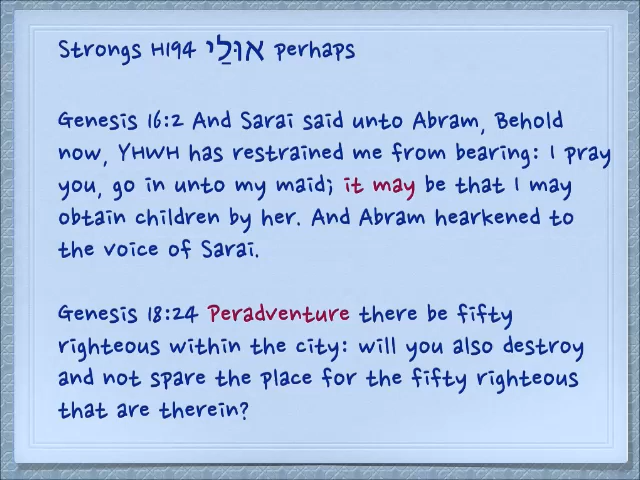 Strongs H194 אוּלַי perhaps
Genesis 16:2 And Sarai said unto Abram, Behold
now, YHWH has restrained me from bearing: I pray
you, go in unto my maid; it may be that I may
obtain children by her. And Abram hearkened to
the voice of Sarai.
Genesis 18:24 Peradventure there be fifty
righteous within the city: will you also destroy
and not spare the place for the fifty righteous
that are therein?